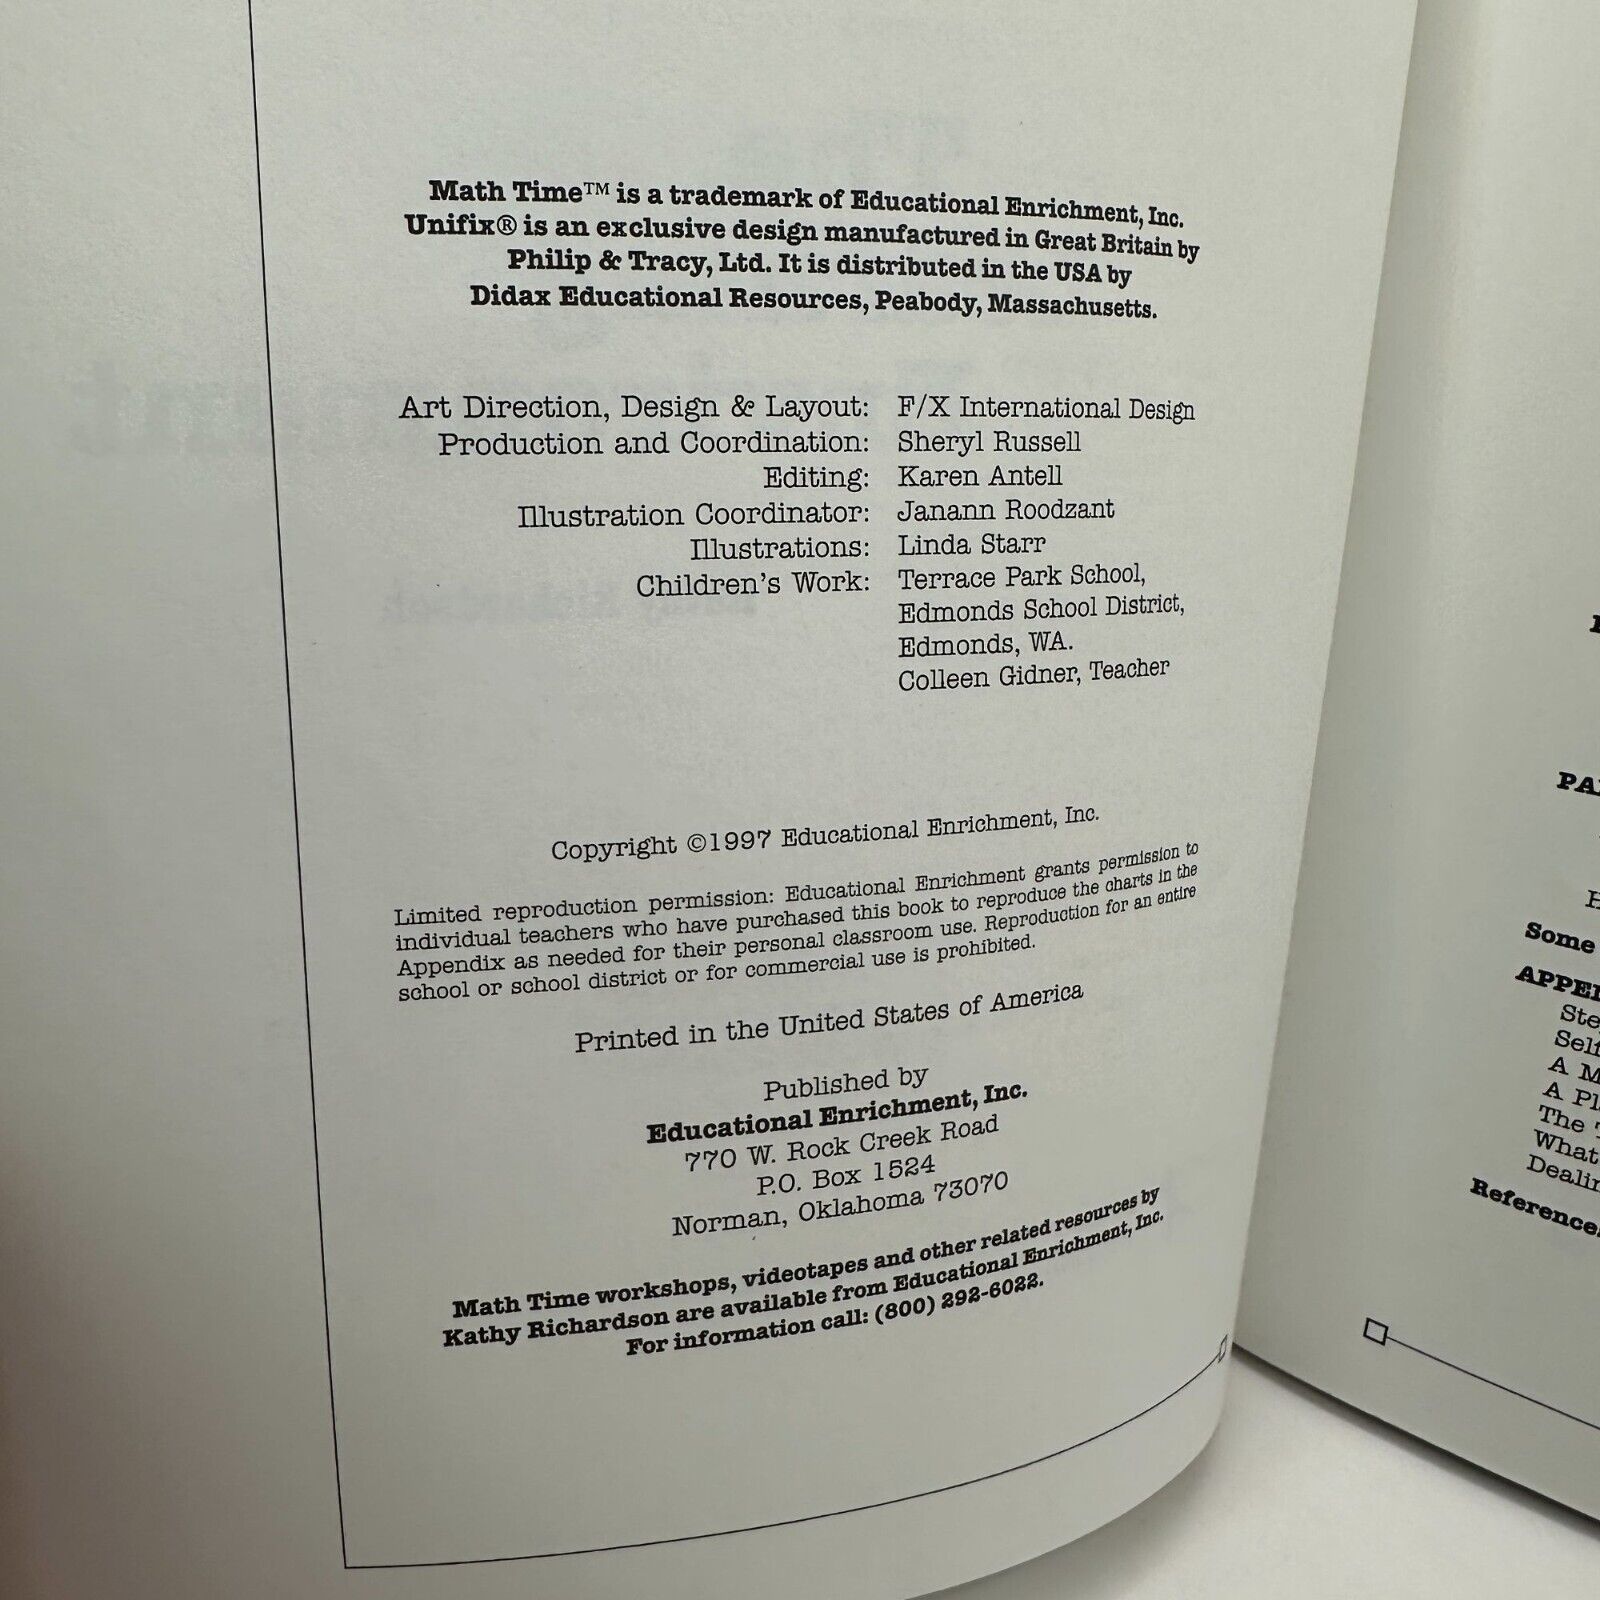 Math Time™ is a trademark of Educational Enrichment, Inc.
Unifix® is an exclusive design manufactured in Great Britain by
Philip & Tracy, Ltd. It is distributed in the USA by
Didax Educational Resources, Peabody, Massachusetts.
Art Direction, Design & Layout: F/X International Design
Production and Coordination: Sheryl Russell
Editing: Karen Antell
Illustration Coordinator: Janann Roodzant
Illustrations: Linda Starr
Children's Work: Terrace Park School,
Edmonds School District,
Edmonds, WA.
Colleen Gidner, Teacher
Copyright ©1997 Educational Enrichment, Inc.
Limited reproduction permission: Educational Enrichment grants permission to
individual teachers who have purchased this book to reproduce the charts in the
Appendix as needed for their personal classroom use. Reproduction for an entire
school or school district or for commercial use is prohibited.
Printed in the United States of America
Published by
Educational Enrichment, Inc.
770 W. Rock Creek Road
P.O. Box 1524
Norman, Oklahoma 73070
Math Time workshops, videotapes and other related resources by
Kathy Richardson are available from Educational Enrichment, Inc.
For information call: (800) 292-6022.
Some
A
A
The
What